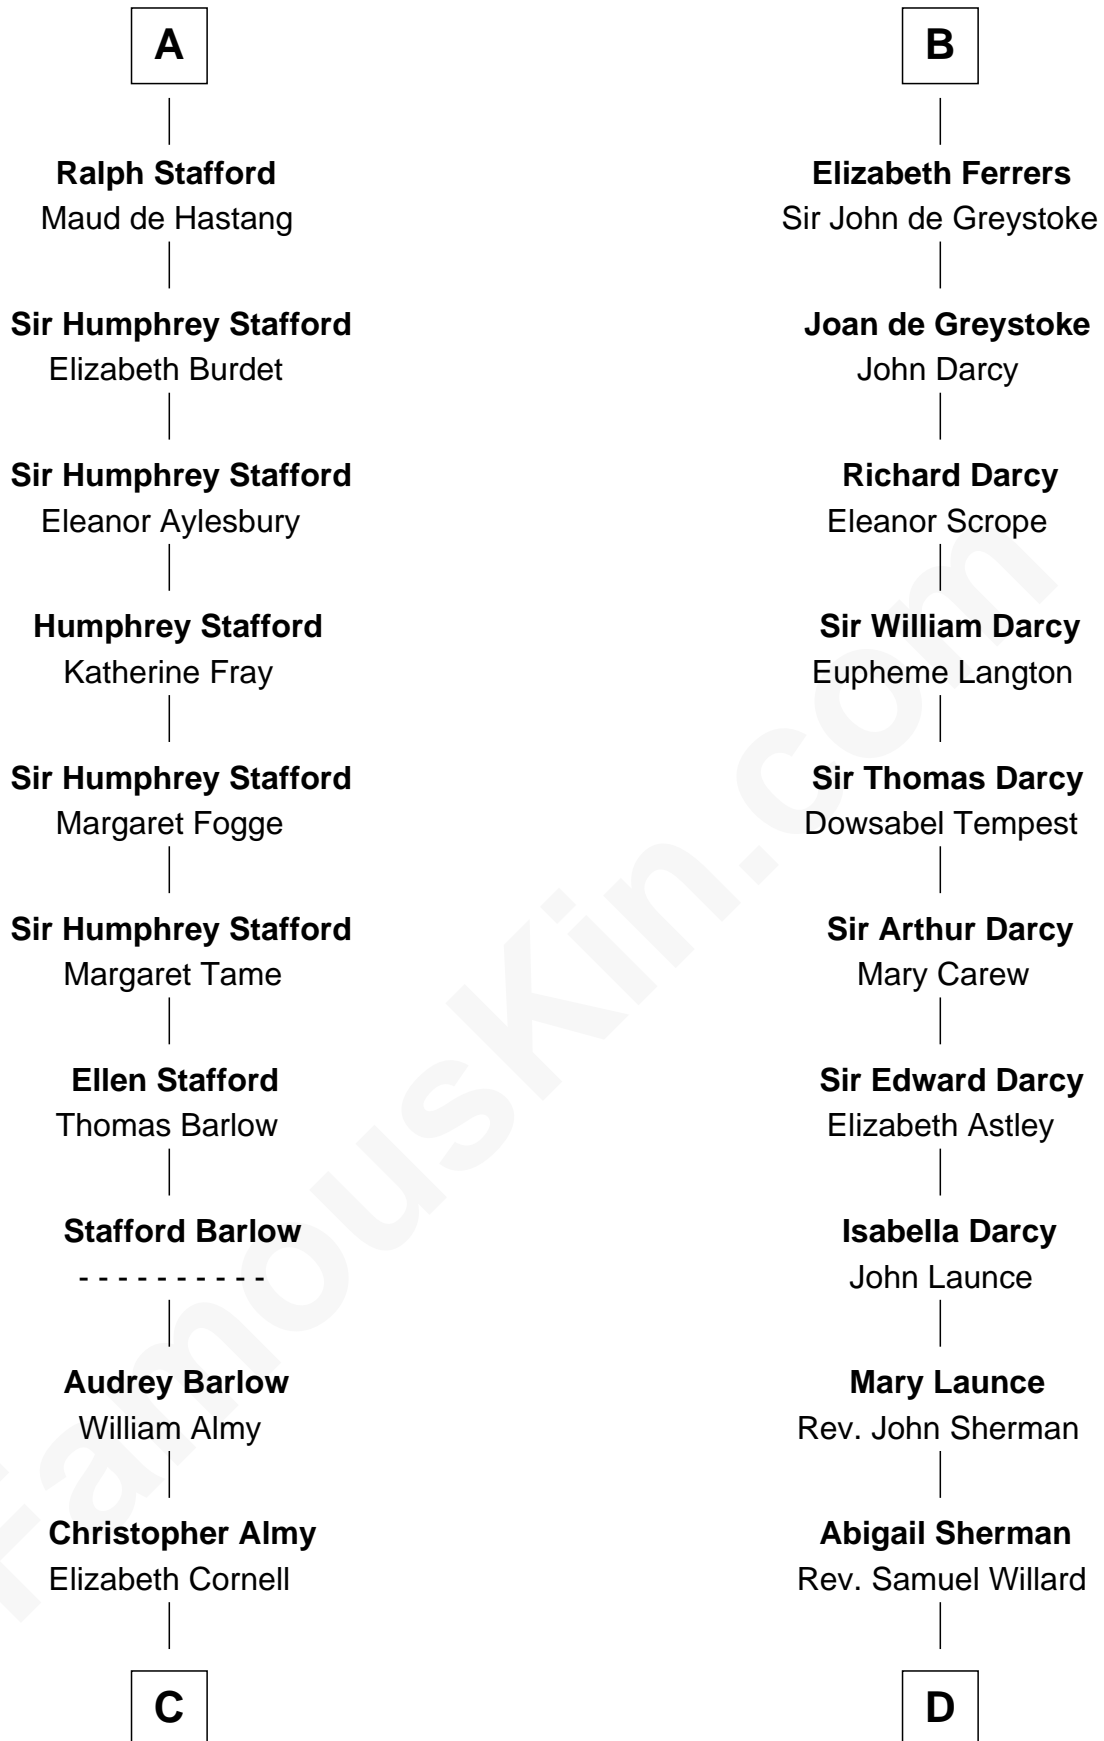 A
Ralph Stafford
Maud de Hastang
Sir Humphrey Stafford
Elizabeth Burdet
Sir Humphrey Stafford
Eleanor Aylesbury
Humphrey Stafford
Katherine Fray
Sir Humphrey Stafford
Margaret Fogge
Sir Humphrey Stafford
Margaret Tame
Ellen Stafford
Thomas Barlow
Stafford Barlow
- - - - - - - - - -
Audrey Barlow
William Almy
Christopher Almy
Elizabeth Cornell
C
B
Elizabeth Ferrers
Sir John de Greystoke
Joan de Greystoke
John Darcy
Richard Darcy
Eleanor Scrope
Sir William Darcy
Eupheme Langton
Sir Thomas Darcy
Dowsabel Tempest
Sir Arthur Darcy
Mary Carew
Sir Edward Darcy
Elizabeth Astley
Isabella Darcy
John Launce
Mary Launce
Rev. John Sherman
Abigail Sherman
Rev. Samuel Willard
D
FamousKin.com